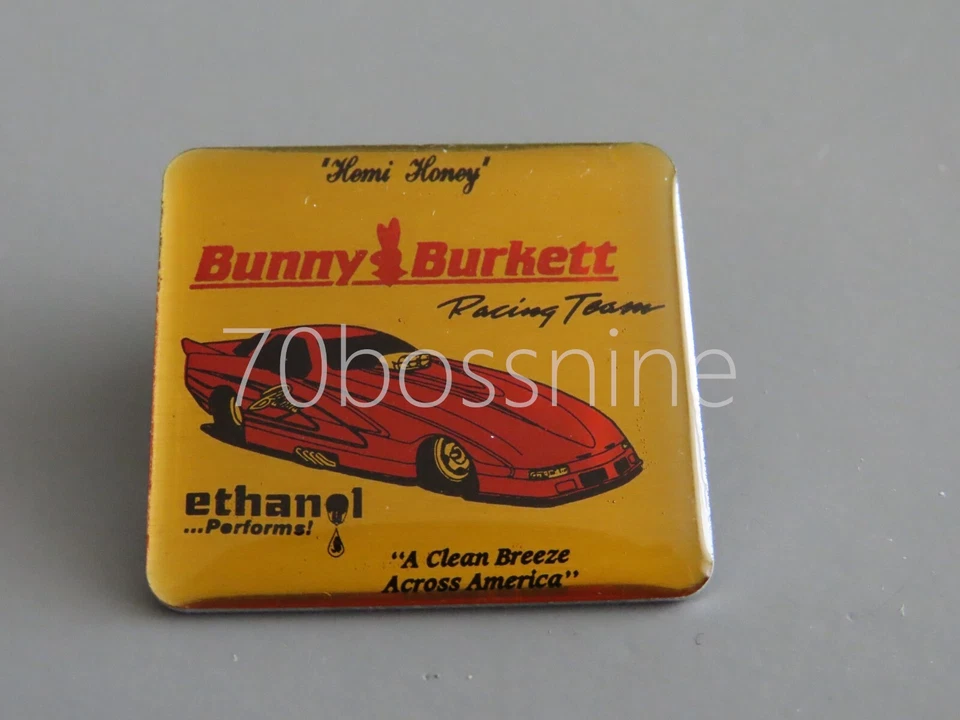 "Hemi Honey"
Bunny Burkett
Racing Team
70bossnine
ethanol
...Performs!
"A Clean Breeze
Across America"